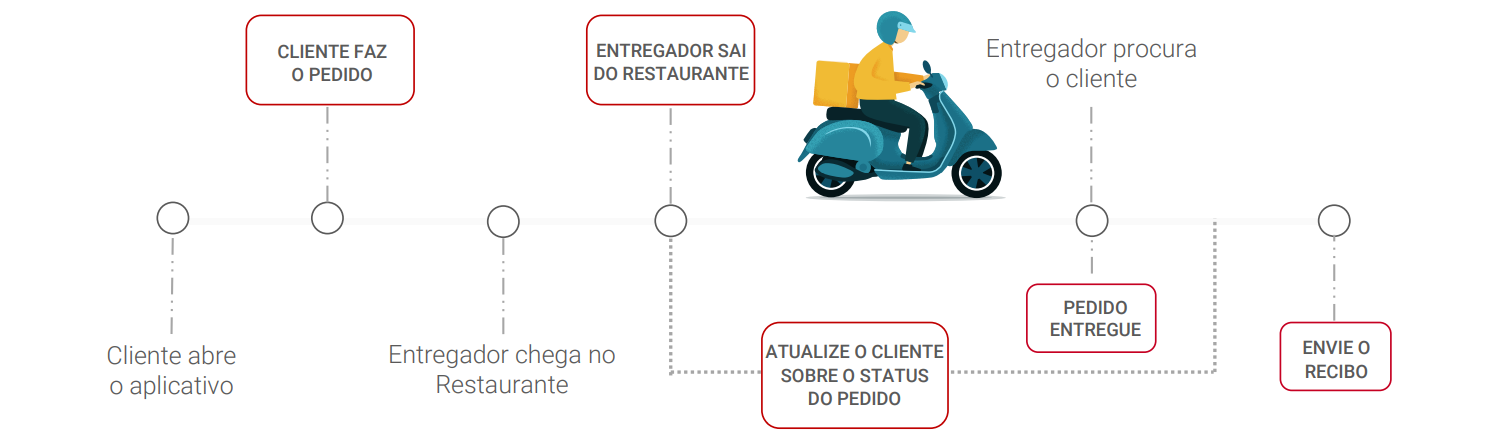 CLIENTE FAZ
O PEDIDO
ENTREGADOR SAI
DO RESTAURANTE
Entregador procura
o cliente
Cliente abre
o aplicativo
Entregador chega no
Restaurante
ATUALIZE O CLIENTE
SOBRE O STATUS
DO PEDIDO
PEDIDO
ENTREGUE
ENVIE O
RECIBO